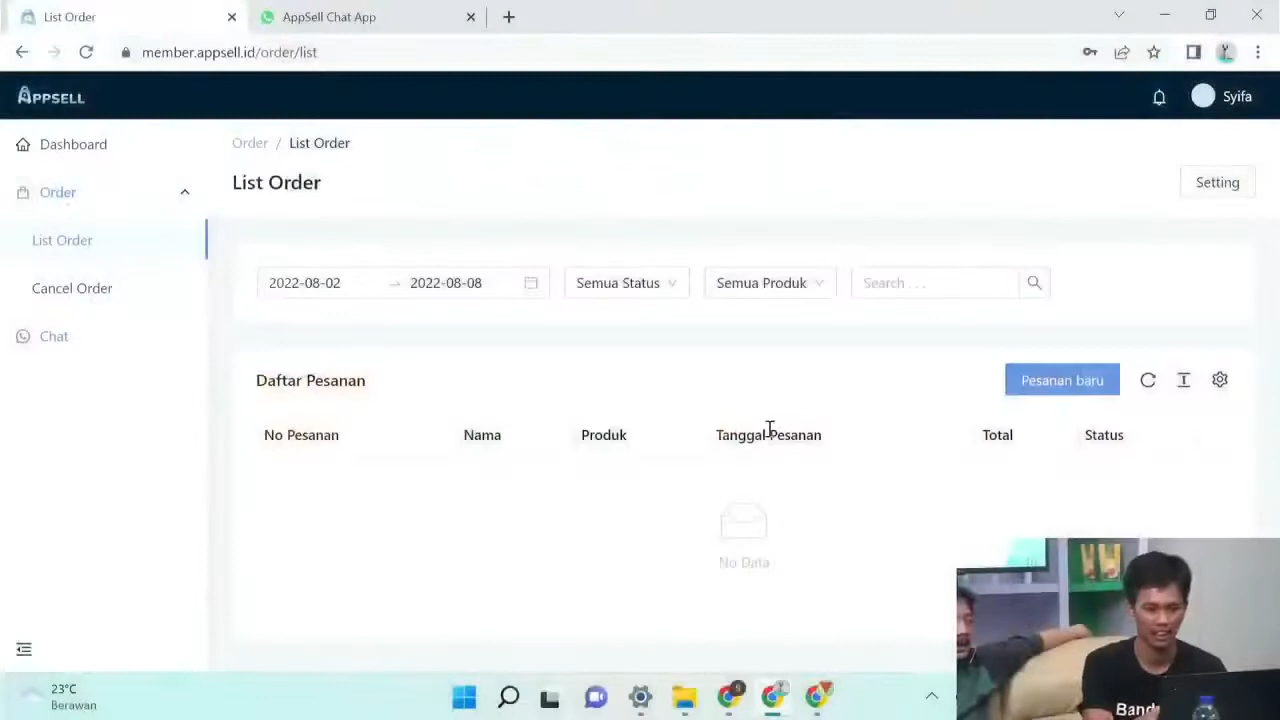 List Order
AppSell Chat App
member.appsell.id/order/list
APPSELL
Syifa
Dashboard
Order
List Order
Cancel Order
Chat
Order / List Order
List Order
Setting
2022-08-02 → 2022-08-08
Semua Status
Semua Produk
Search . . .
Daftar Pesanan
Pesanan baru
No Pesanan
Nama
Produk
Tanggal Pesanan
Total
Status
No Data
23°C
Berawan